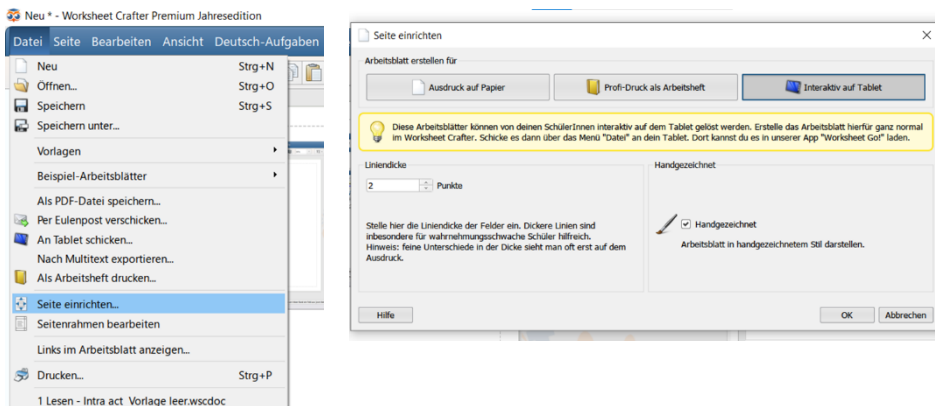 Neu * - Worksheet Crafter Premium Jahresedition
Datei Seite Bearbeiten Ansicht Deutsch-Aufgaben
Neu Strg+N
Öffnen... Strg+O
Speichern Strg+S
Speichern unter...
Vorlagen
Beispiel-Arbeitsblätter
Als PDF-Datei speichern...
Per Eulenpost verschicken...
An Tablet schicken...
Nach Multitext exportieren...
Als Arbeitsheft drucken...
Seite einrichten...
Seitenrahmen bearbeiten
Links im Arbeitsblatt anzeigen...
Drucken... Strg+P
1 Lesen - Intra act Vorlage leer.wscdoc
Seite einrichten
Arbeitsblatt erstellen für
Ausdruck auf Papier
Profi-Druck als Arbeitsheft
Interaktiv auf Tablet
Diese Arbeitsblätter können von deinen SchülerInnen interaktiv auf dem Tablet gelöst werden. Erstelle das Arbeitsblatt hierfür ganz normal
im Worksheet Crafter. Schicke es dann über das Menü "Datei" an dein Tablet. Dort kannst du es in unserer App "Worksheet Go!" laden.
Liniendicke
2 Punkte
Stelle hier die Liniendicke der Felder ein. Dickere Linien sind
inbesondere für wahrnehmungsschwache Schüler hilfreich.
Hinweis: feine Unterschiede in der Dicke sieht man oft erst auf dem
Ausdruck.
Handgezeichnet
Handgezeichnet
Arbeitsblatt in handgezeichnetem Stil darstellen.
Hilfe
OK
Abbrechen